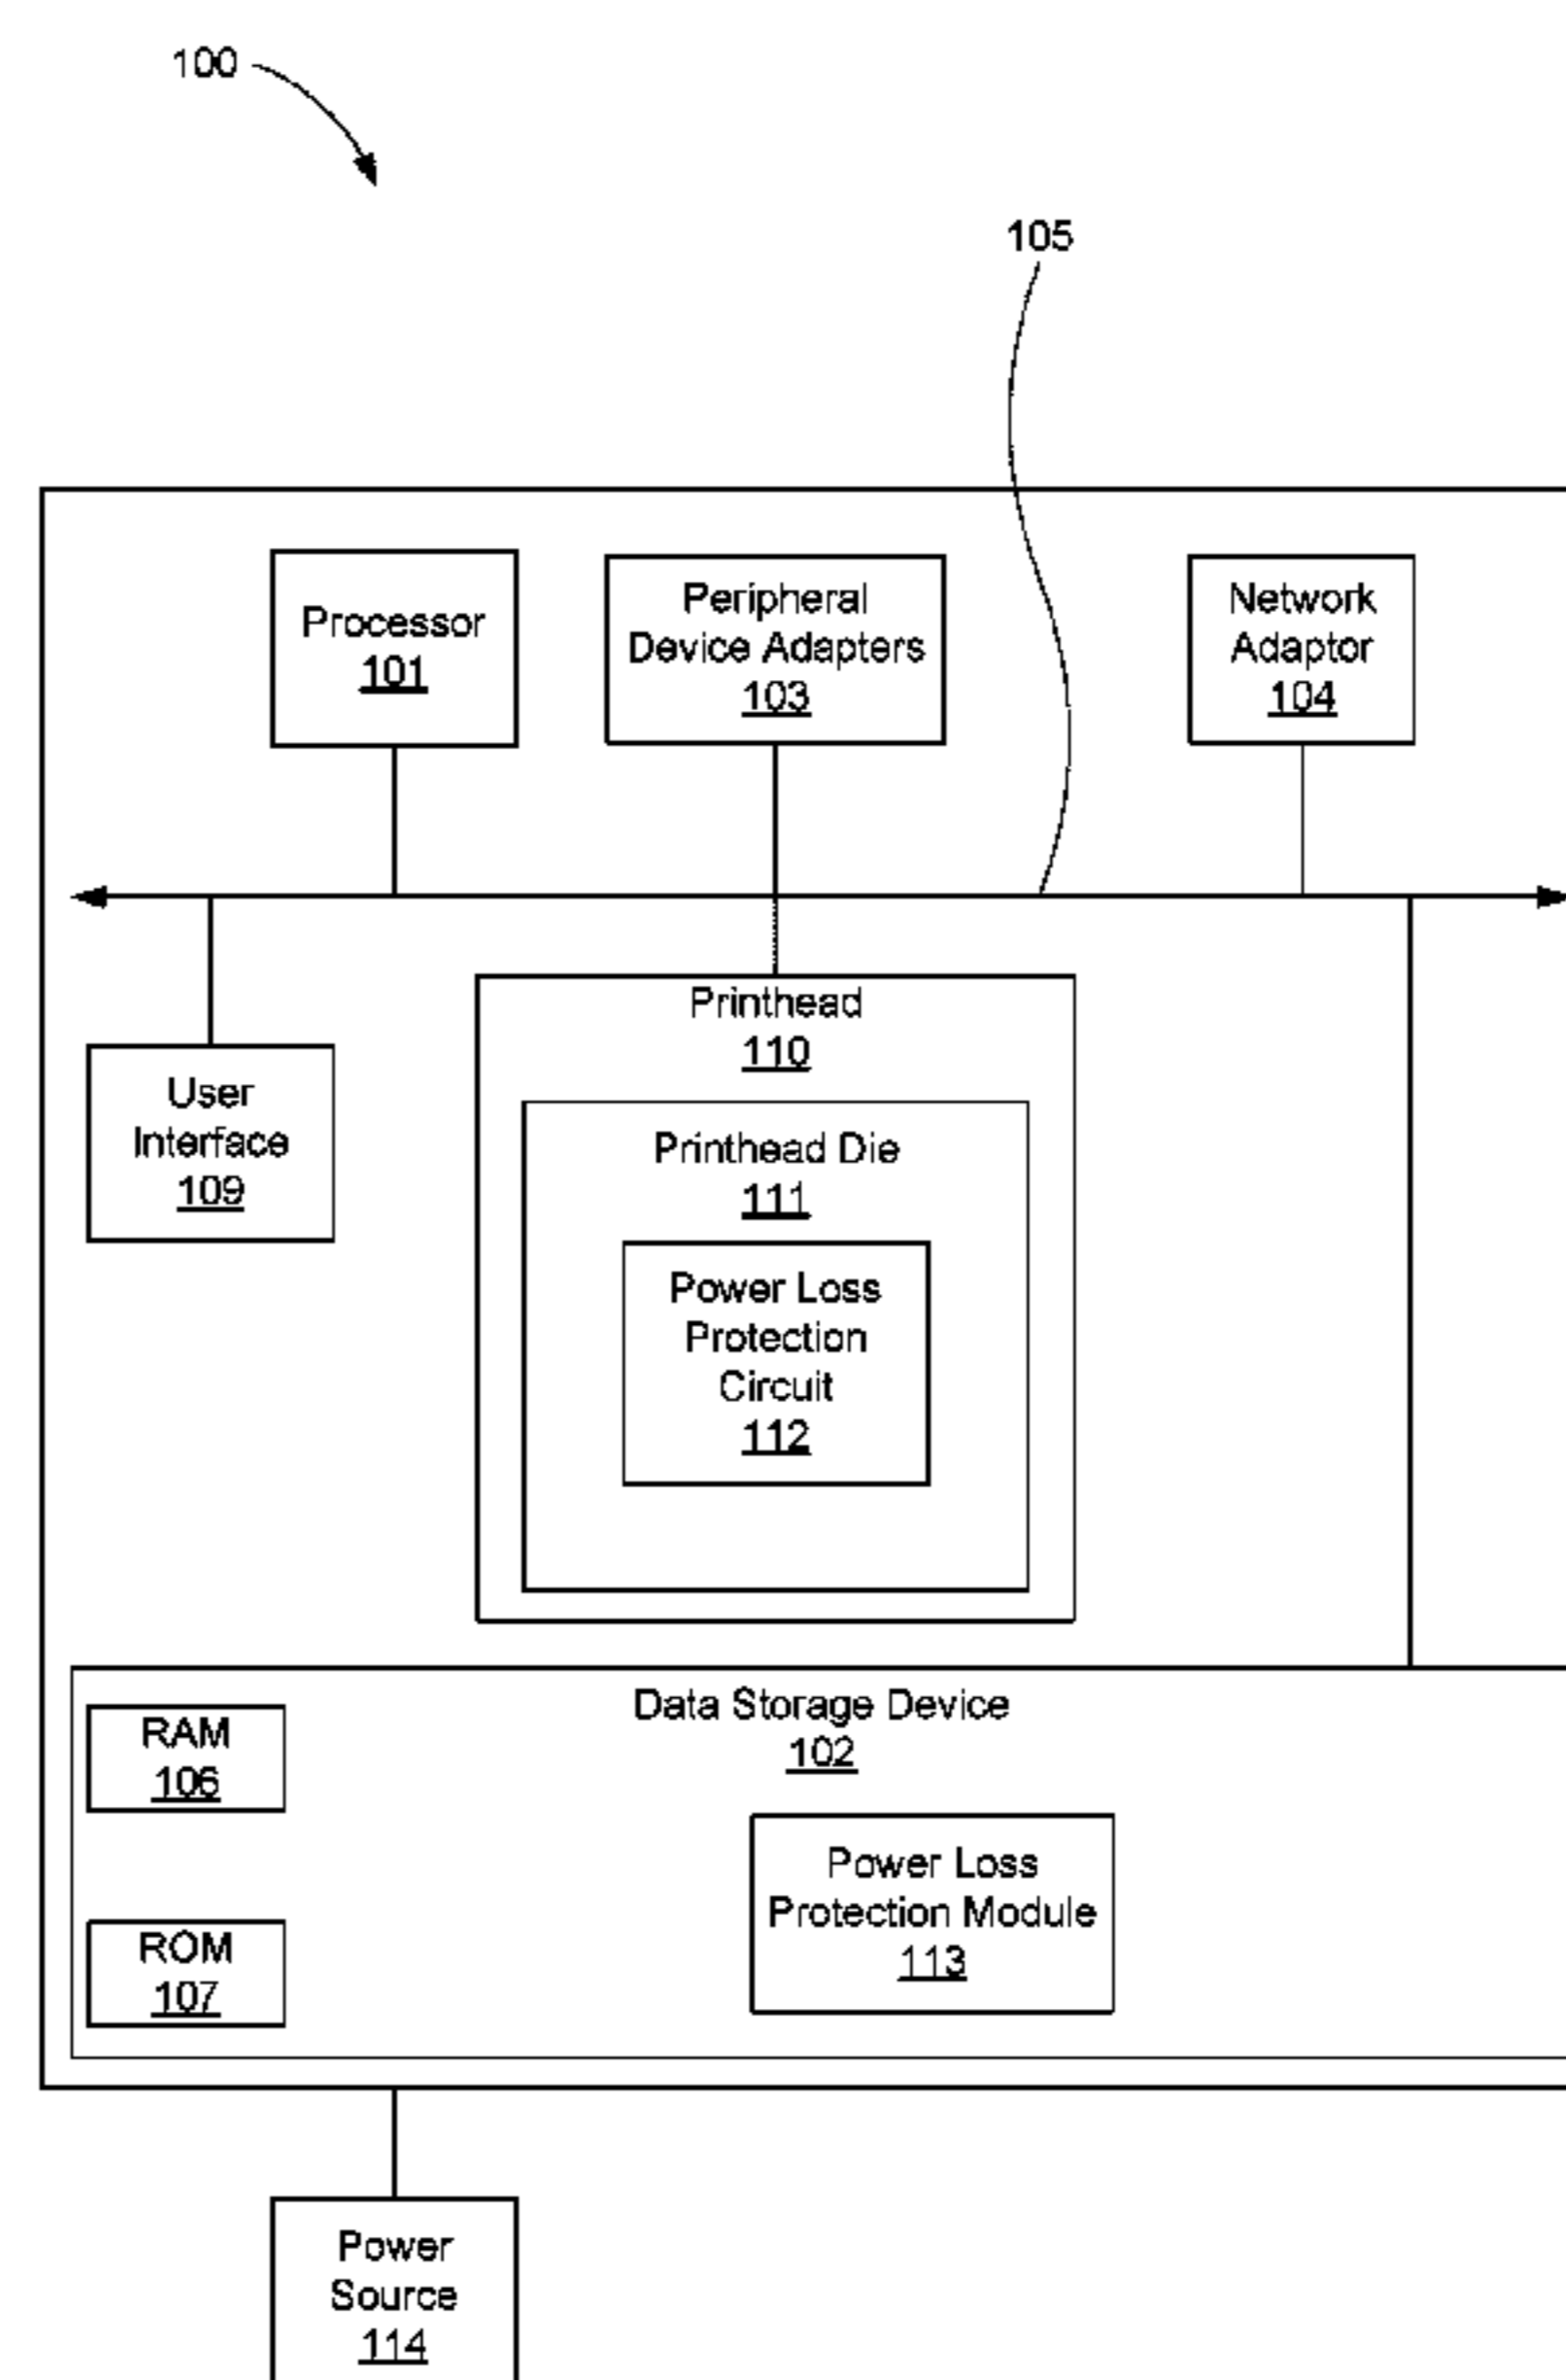 100
105
Processor
101
Peripheral
Device Adapters
103
Network
Adaptor
104
User
Interface
109
Printhead
110
Printhead Die
111
Power Loss
Protection
Circuit
112
Data Storage Device
102
RAM
106
ROM
107
Power Loss
Protection Module
113
Power
Source
114